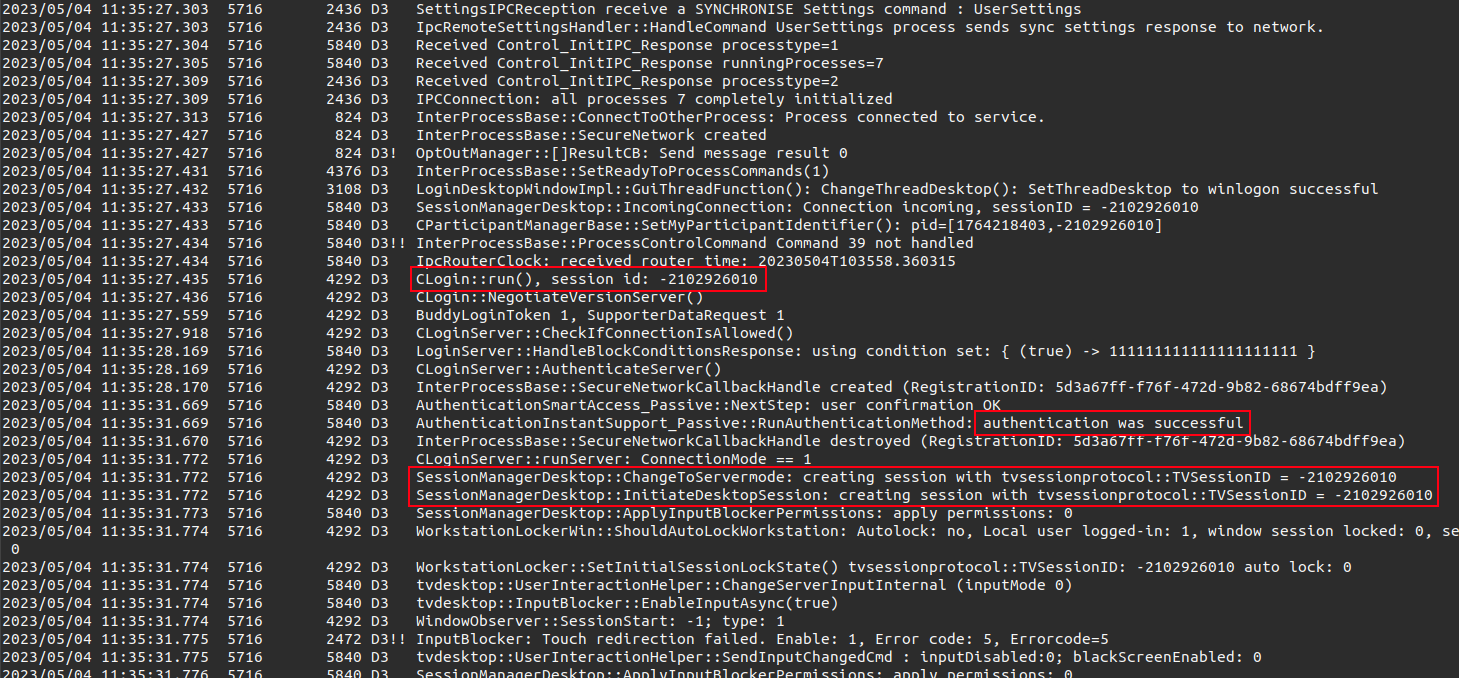 2023/05/04 11:35:27.303 5716 2436 D3 SettingsIPCReception receive a SYNCHRONISE Settings command : UserSettings
2023/05/04 11:35:27.303 5716 2436 D3 IpcRemoteSettingsHandler::HandleCommand UserSettings process sends sync settings response to network.
2023/05/04 11:35:27.304 5716 5840 D3 Received Control_InitIPC_Response processtype=1
2023/05/04 11:35:27.305 5716 5840 D3 Received Control_InitIPC_Response runningProcesses=7
2023/05/04 11:35:27.309 5716 2436 D3 Received Control_InitIPC_Response processtype=2
2023/05/04 11:35:27.309 5716 2436 D3 IPCConnection: all processes 7 completely initialized
2023/05/04 11:35:27.313 5716 824 D3 InterProcessBase::ConnectToOtherProcess: Process connected to service.
2023/05/04 11:35:27.427 5716 824 D3 InterProcessBase::SecureNetwork created
2023/05/04 11:35:27.427 5716 824 D3! OptOutManager::[]ResultCB: Send message result 0
2023/05/04 11:35:27.431 5716 4376 D3 InterProcessBase::SetReadyToProcessCommands(1)
2023/05/04 11:35:27.432 5716 3108 D3 LoginDesktopWindowImpl::GuiThreadFunction(): ChangeThreadDesktop(): SetThreadDesktop to winlogon successful
2023/05/04 11:35:27.433 5716 5840 D3 SessionManagerDesktop::IncomingConnection: Connection incoming, sessionID = -2102926010
2023/05/04 11:35:27.433 5716 5840 D3 CParticipantManagerBase::SetMyParticipantIdentifier(): pid=[1764218403,-2102926010]
2023/05/04 11:35:27.434 5716 5840 D3!! InterProcessBase::ProcessControlCommand Command 39 not handled
2023/05/04 11:35:27.434 5716 5840 D3 IpcRouterClock: received router time: 20230504T103558.360315
2023/05/04 11:35:27.435 5716 4292 D3 CLogin::run(), session id: -2102926010
2023/05/04 11:35:27.436 5716 4292 D3 CLogin::NegotiateVersionServer()
2023/05/04 11:35:27.559 5716 4292 D3 BuddyLoginToken 1, SupporterDataRequest 1
2023/05/04 11:35:27.918 5716 4292 D3 CLoginServer::CheckIfConnectionIsAllowed()
2023/05/04 11:35:28.169 5716 5840 D3 LoginServer::HandleBlockConditionsResponse: using condition set: { (true) -> 111111111111111111111 }
2023/05/04 11:35:28.169 5716 4292 D3 CLoginServer::AuthenticateServer()
2023/05/04 11:35:28.170 5716 4292 D3 InterProcessBase::SecureNetworkCallbackHandle created (RegistrationID: 5d3a67ff-f76f-472d-9b82-68674bdff9ea)
2023/05/04 11:35:31.669 5716 5840 D3 AuthenticationSmartAccess_Passive::NextStep: user confirmation OK
2023/05/04 11:35:31.669 5716 5840 D3 AuthenticationInstantSupport_Passive::RunAuthenticationMethod: authentication was successful
2023/05/04 11:35:31.670 5716 4292 D3 InterProcessBase::SecureNetworkCallbackHandle destroyed (RegistrationID: 5d3a67ff-f76f-472d-9b82-68674bdff9ea)
2023/05/04 11:35:31.772 5716 4292 D3 CLoginServer::runServer: ConnectionMode == 1
2023/05/04 11:35:31.772 5716 4292 D3 SessionManagerDesktop::ChangeToServermode: creating session with tvsessionprotocol::TVSessionID = -2102926010
2023/05/04 11:35:31.772 5716 4292 D3 SessionManagerDesktop::InitiateDesktopSession: creating session with tvsessionprotocol::TVSessionID = -2102926010
2023/05/04 11:35:31.773 5716 5840 D3 SessionManagerDesktop::ApplyInputBlockerPermissions: apply permissions: 0
2023/05/04 11:35:31.774 5716 4292 D3 WorkstationLockerWin::ShouldAutoLockWorkstation: Autolock: no, Local user logged-in: 1, window session locked: 0, se
0
2023/05/04 11:35:31.774 5716 4292 D3 WorkstationLocker::SetInitialSessionLockState() tvsessionprotocol::TVSessionID: -2102926010 auto lock: 0
2023/05/04 11:35:31.774 5716 5840 D3 tvdesktop::UserInteractionHelper::ChangeServerInputInternal (inputMode 0)
2023/05/04 11:35:31.774 5716 5840 D3 tvdesktop::InputBlocker::EnableInputAsync(true)
2023/05/04 11:35:31.774 5716 4292 D3 WindowObserver::SessionStart: -1; type: 1
2023/05/04 11:35:31.775 5716 2472 D3!! InputBlocker: Touch redirection failed. Enable: 1, Error code: 5, Errorcode=5
2023/05/04 11:35:31.775 5716 5840 D3 tvdesktop::UserInteractionHelper::SendInputChangedCmd : inputDisabled:0; blackScreenEnabled: 0
2023/05/04 11:35:31.776 5716 5840 D3 SessionManagerDesktop::ApplyInputBlockerPermissions: apply permissions: 0